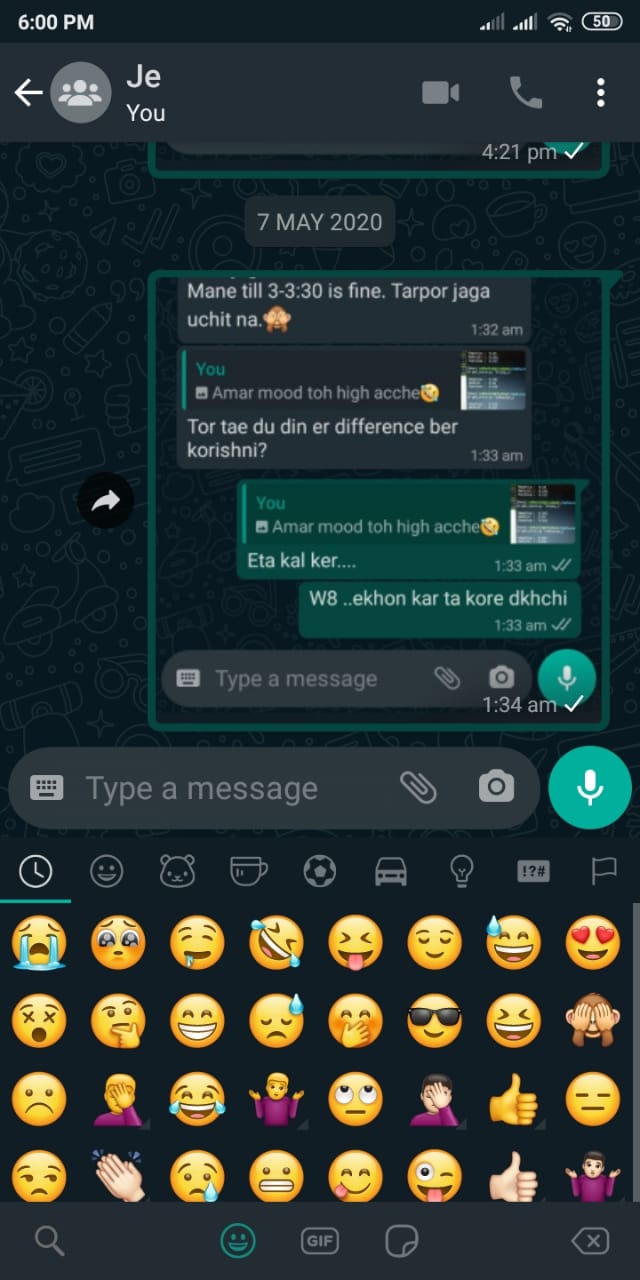 6:00 PM
50
Je
You
4:21 pm
7 MAY 2020
Mane till 3-3:30 is fine. Tarpor jaga
uchit na.🙈
1:32 am
You
Amar mood toh high acche🤣
Tor tae du din er difference ber
korishni?
1:33 am
You
Amar mood toh high acche🤣
Eta kal ker....
1:33 am
W8 ..ekhon kar ta kore dkhchi
1:33 am
Type a message
1:34 am
Type a message
!?#
GIF